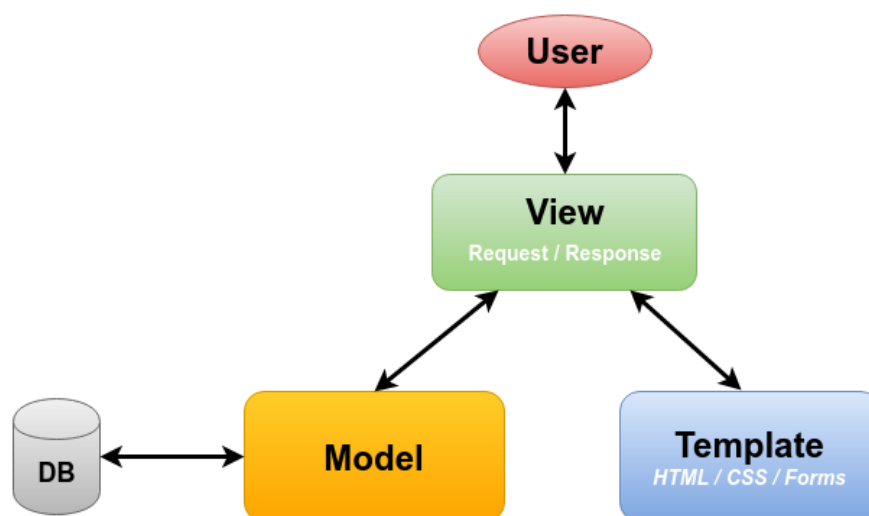 User
View
Request / Response
DB
Model
Template
HTML / CSS / Forms